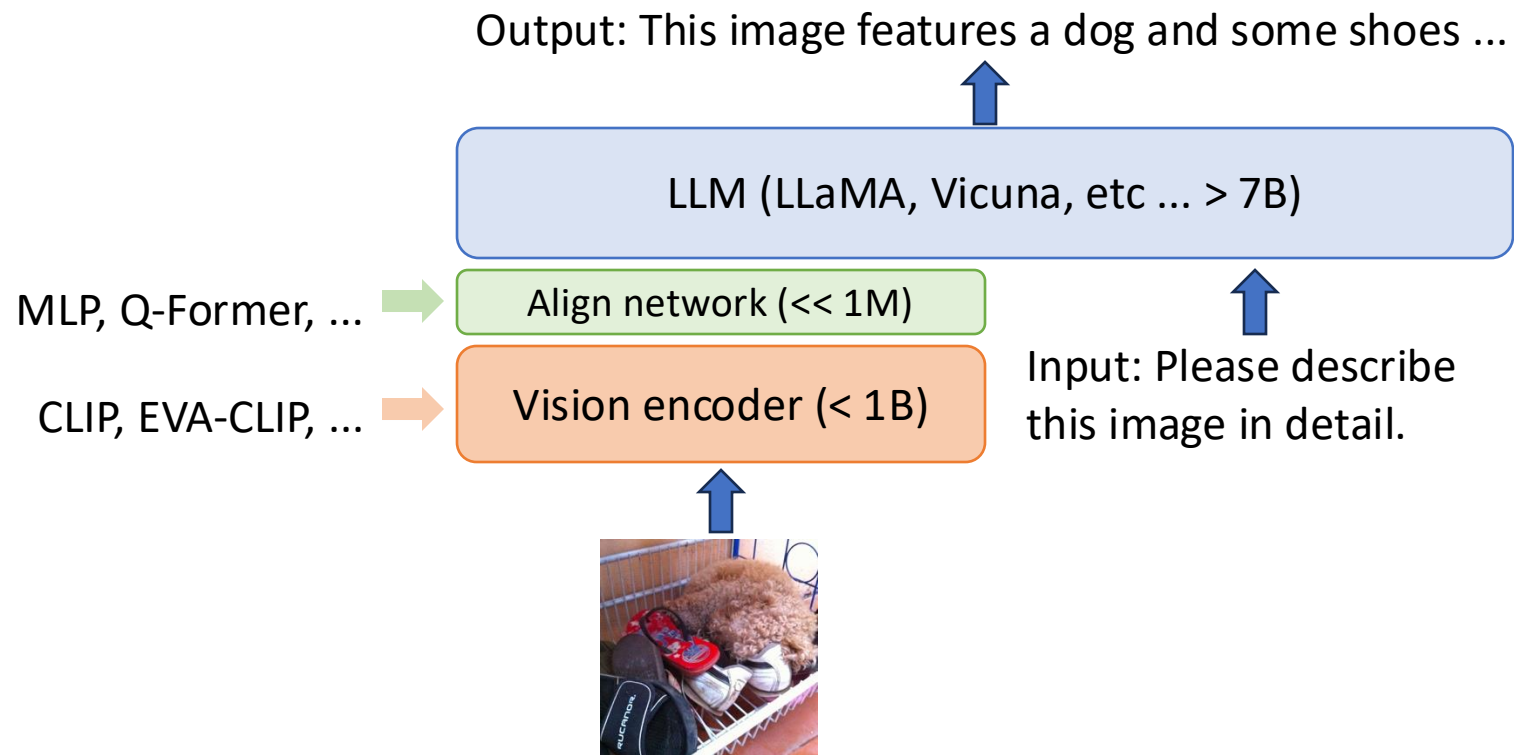 Output: This image features a dog and some shoes ...
LLM (LLaMA, Vicuna, etc ... > 7B)
MLP, Q-Former, ...
Align network (<< 1M)
CLIP, EVA-CLIP, ...
Vision encoder (< 1B)
Input: Please describe
this image in detail.
RUCANOR.